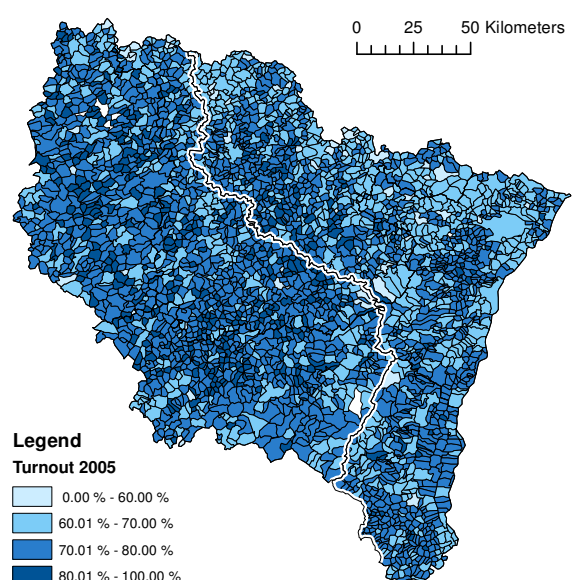 0 25 50 Kilometers
Legend
Turnout 2005
0.00 % - 60.00 %
60.01 % - 70.00 %
70.01 % - 80.00 %
80.01 % - 100.00 %